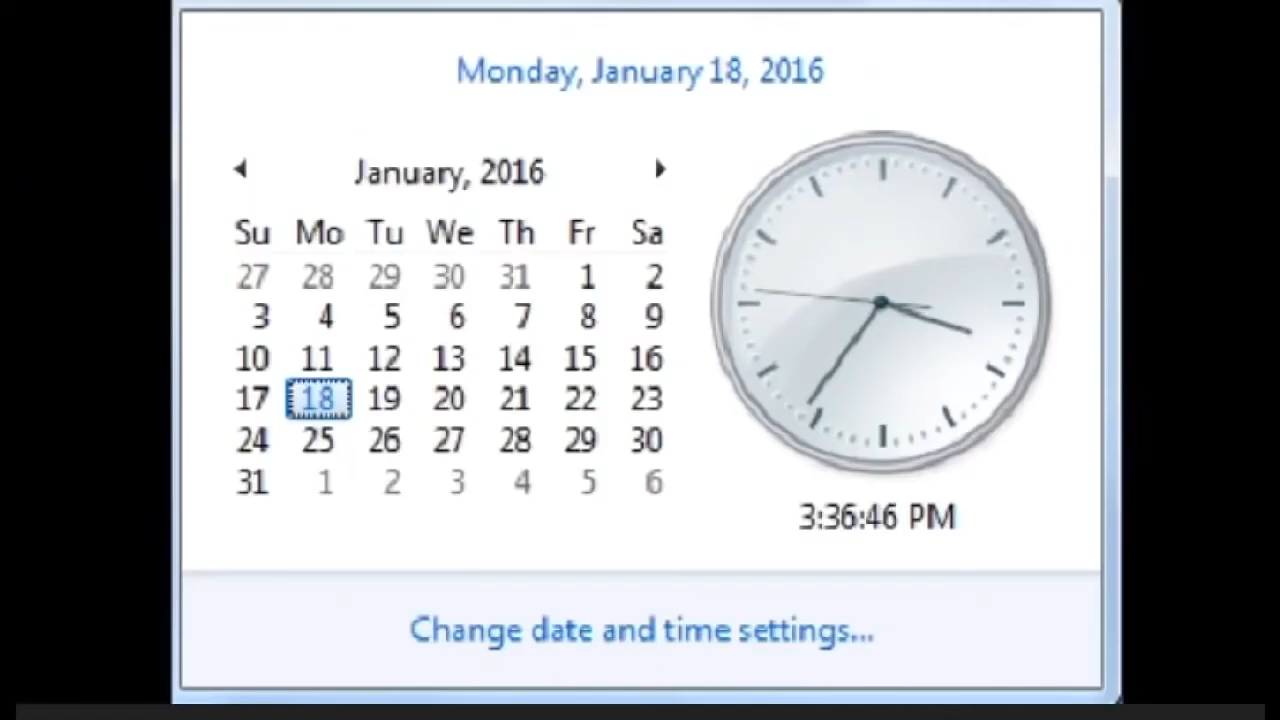 Monday, January 18, 2016
January, 2016
Su Mo Tu We Th Fr Sa
27 28 29 30 31 1 2
3 4 5 6 7 8 9
10 11 12 13 14 15 16
17 18 19 20 21 22 23
24 25 26 27 28 29 30
31 1 2 3 4 5 6
3:36:46 PM
Change date and time settings...